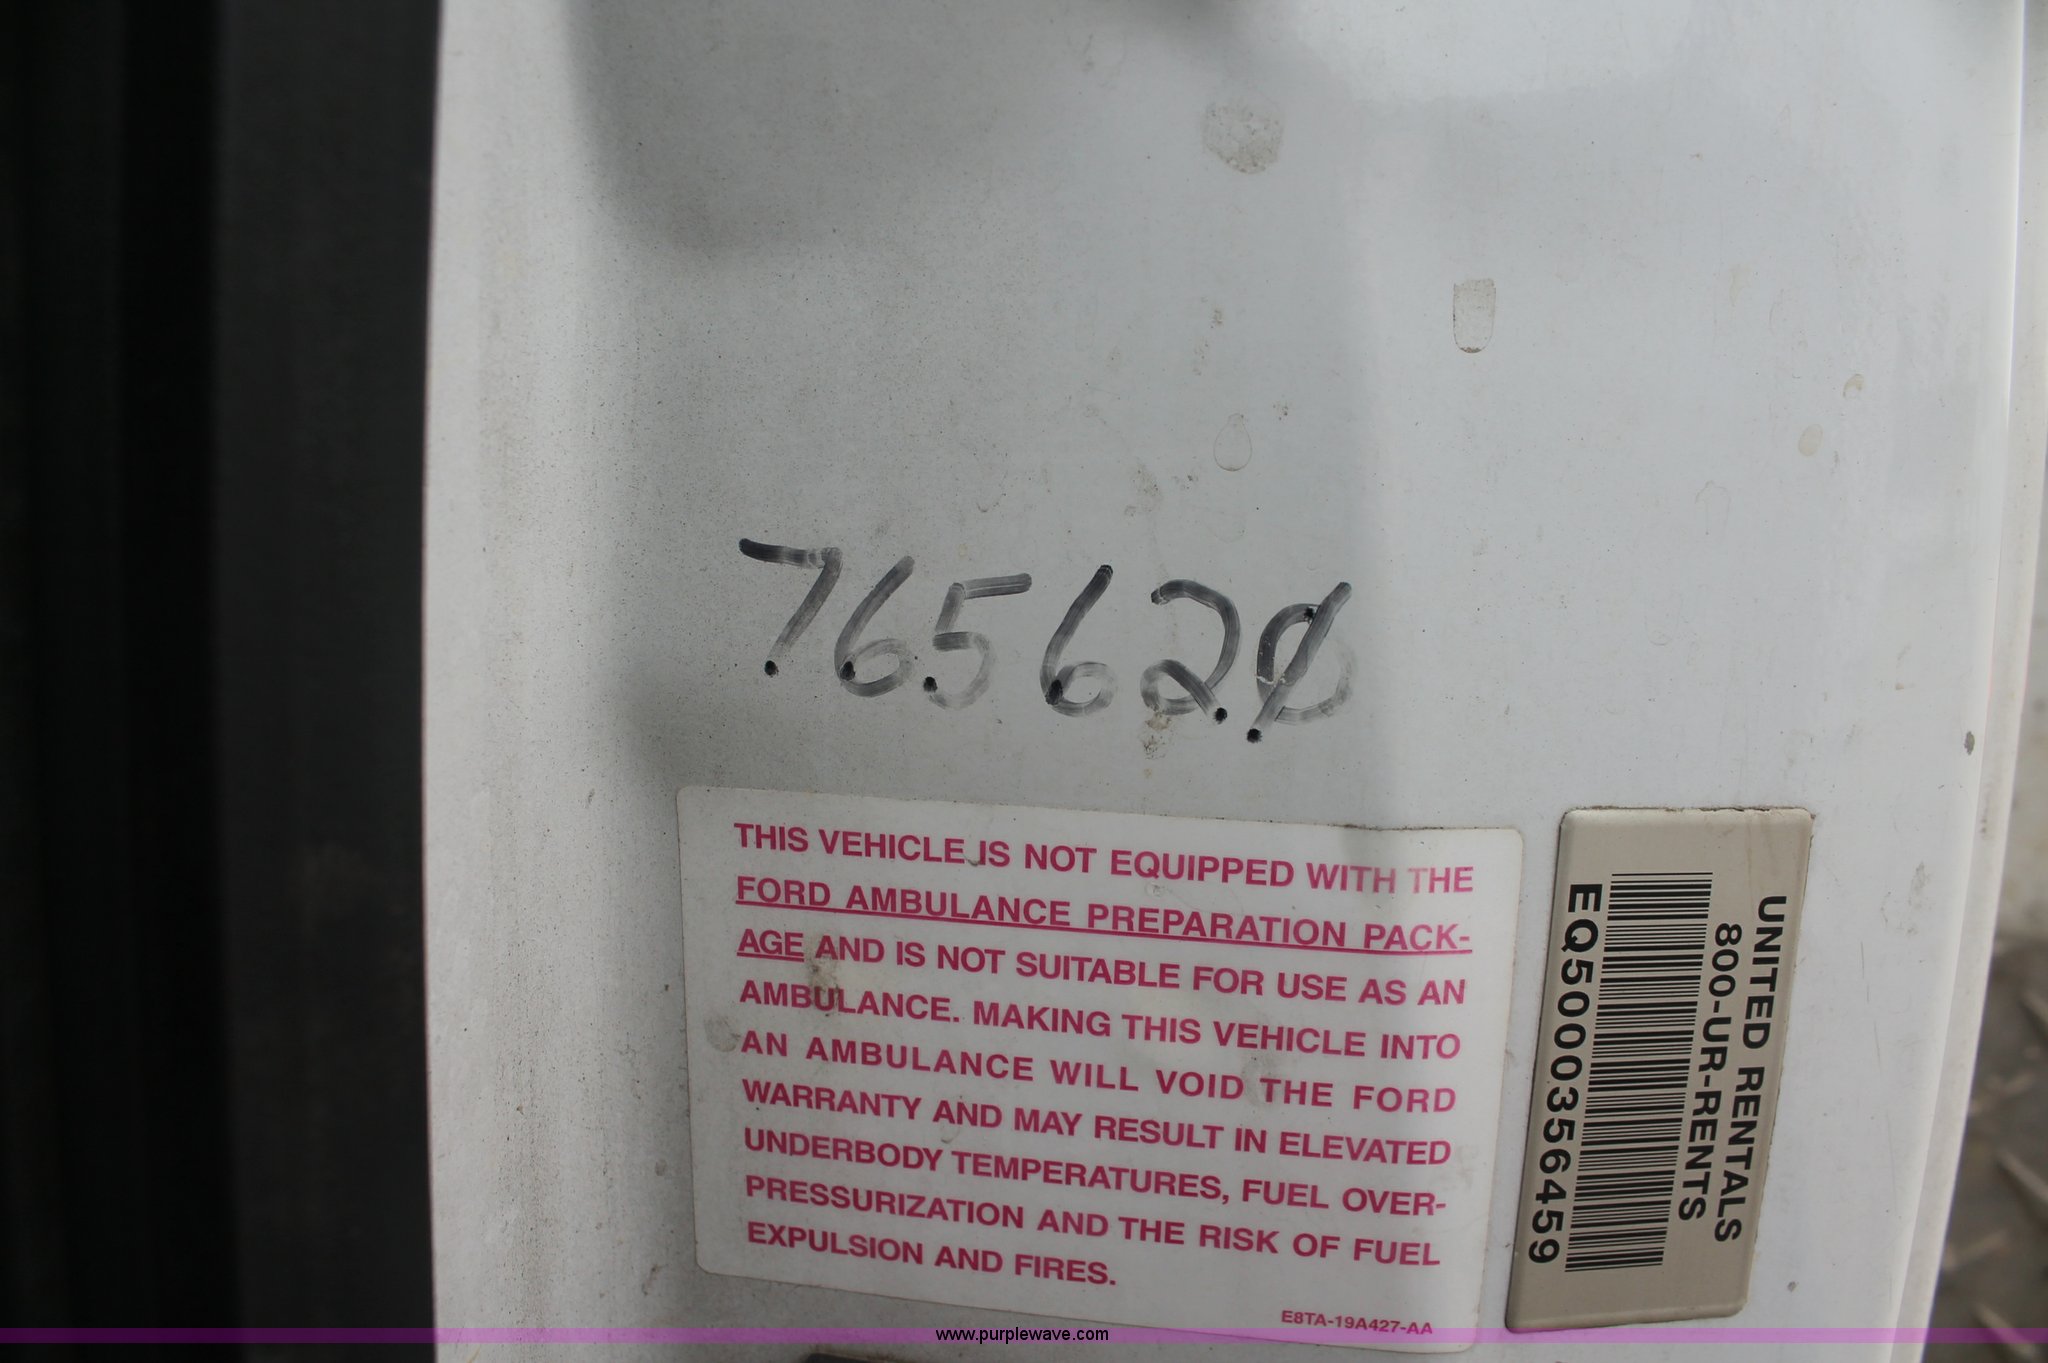 765620
THIS VEHICLE IS NOT EQUIPPED WITH THE
FORD AMBULANCE PREPARATION PACK-
AGE AND IS NOT SUITABLE FOR USE AS AN
AMBULANCE. MAKING THIS VEHICLE INTO
AN AMBULANCE WILL VOID THE FORD
WARRANTY AND MAY RESULT IN ELEVATED
UNDERBODY TEMPERATURES, FUEL OVER-
PRESSURIZATION AND THE RISK OF FUEL
EXPULSION AND FIRES.
E8TA-19A427-AA
UNITED RENTALS
800-UR-RENTS
EQ5000356459
www.purplewave.com